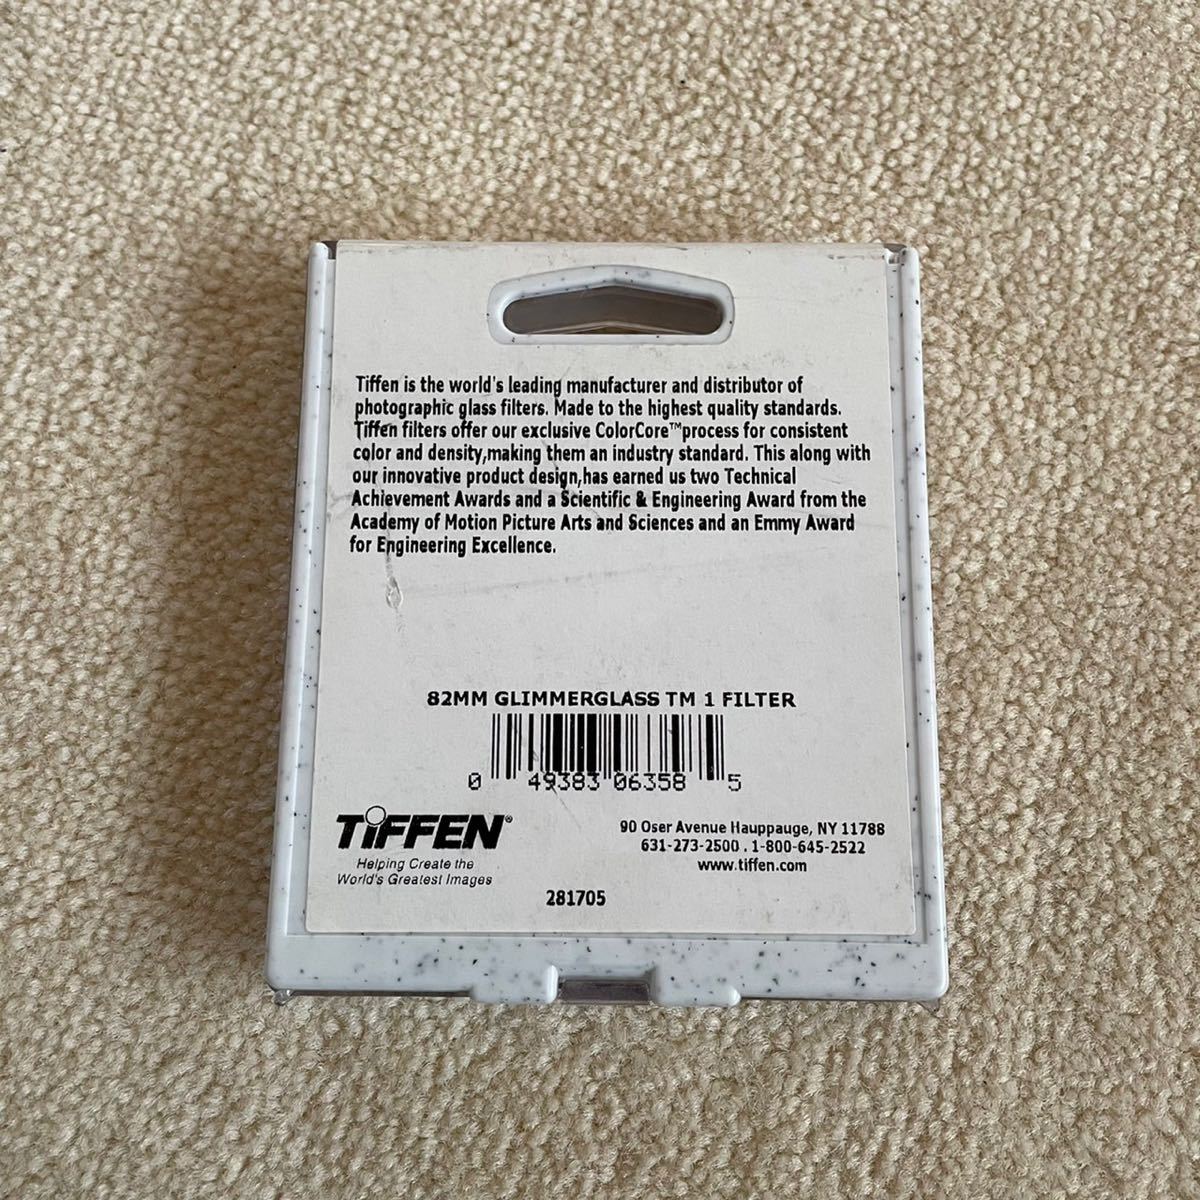 Tiffen is the world's leading manufacturer and distributor of
photographic glass filters. Made to the highest quality standards.
Tiffen filters offer our exclusive ColorCore™process for consistent
color and density,making them an industry standard. This along with
our innovative product design,has earned us two Technical
Achievement Awards and a Scientific & Engineering Award from the
Academy of Motion Picture Arts and Sciences and an Emmy Award
for Engineering Excellence.
82MM GLIMMERGLASS TM 1 FILTER
0 49383 06358 5
TiFFEN®
Helping Create the
World's Greatest Images
90 Oser Avenue Hauppauge, NY 11788
631-273-2500 . 1-800-645-2522
www.tiffen.com
281705